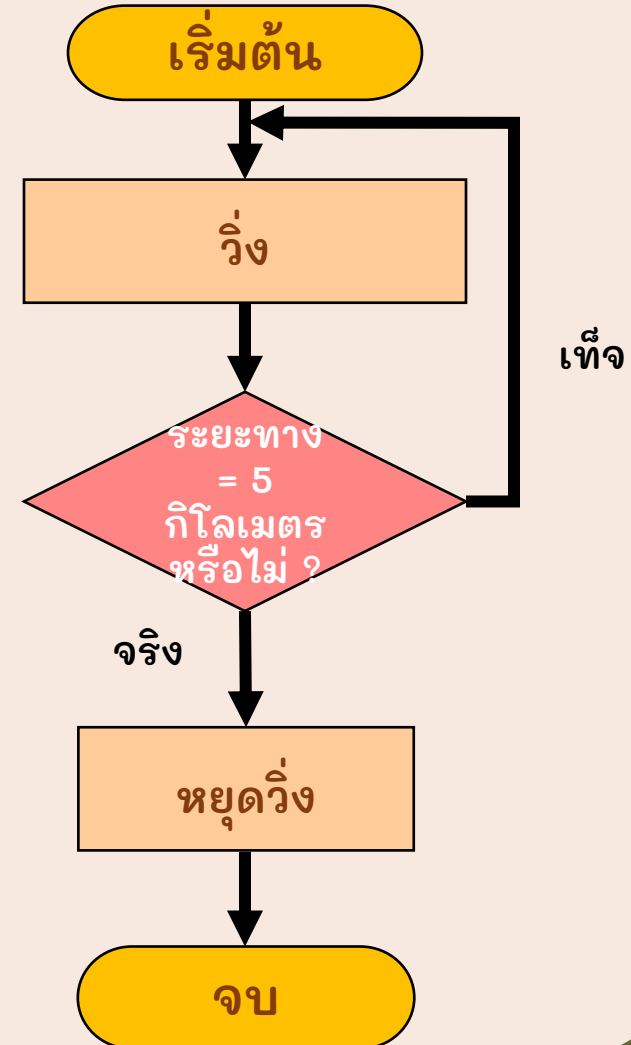 เริ่มต้น
วิ่ง
เท็จ
ระยะทาง
= 5
กิโลเมตร
หรือไม่ ?
จริง
หยุดวิ่ง
จบ